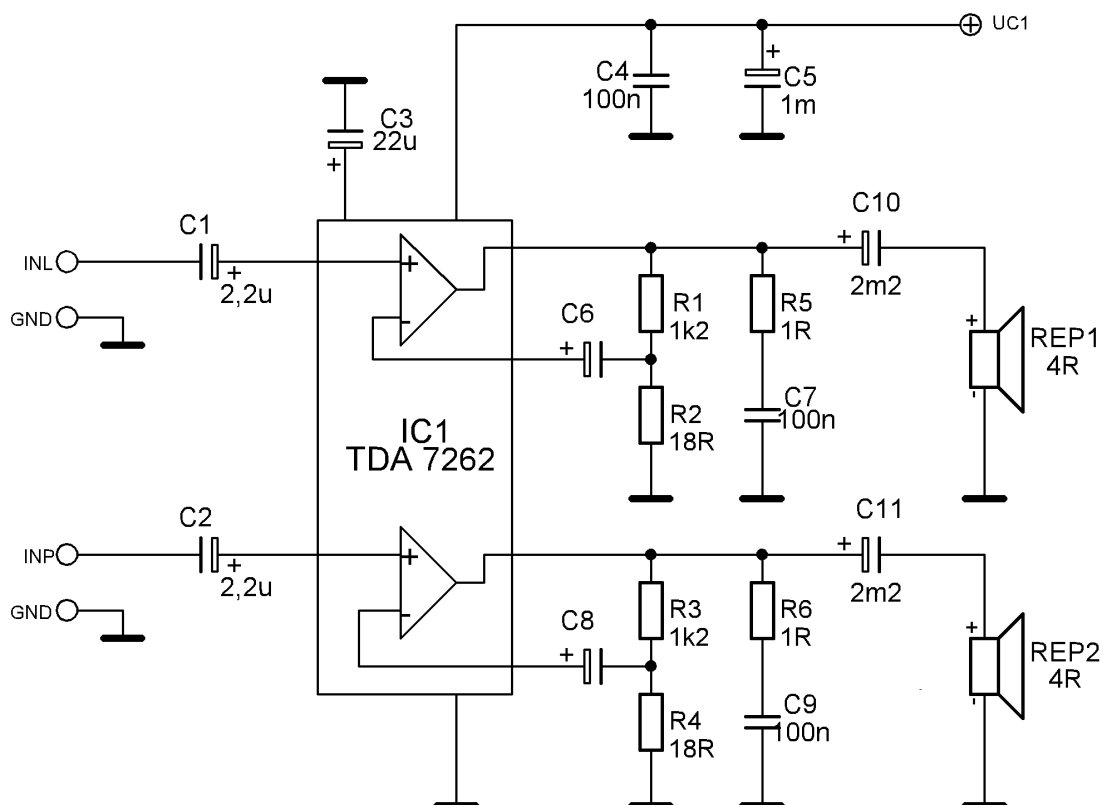 UC1
C4
100n
+
C5
1m
C3
22u
+
C1
+
2,2u
INL
GND
+
-
C6
+
R1
1k2
R2
18R
R5
1R
C7
100n
C10
+
2m2
+
-
REP1
4R
IC1
TDA 7262
C2
+
2,2u
INP
GND
+
-
C8
+
R3
1k2
R4
18R
R6
1R
C9
100n
C11
+
2m2
+
-
REP2
4R